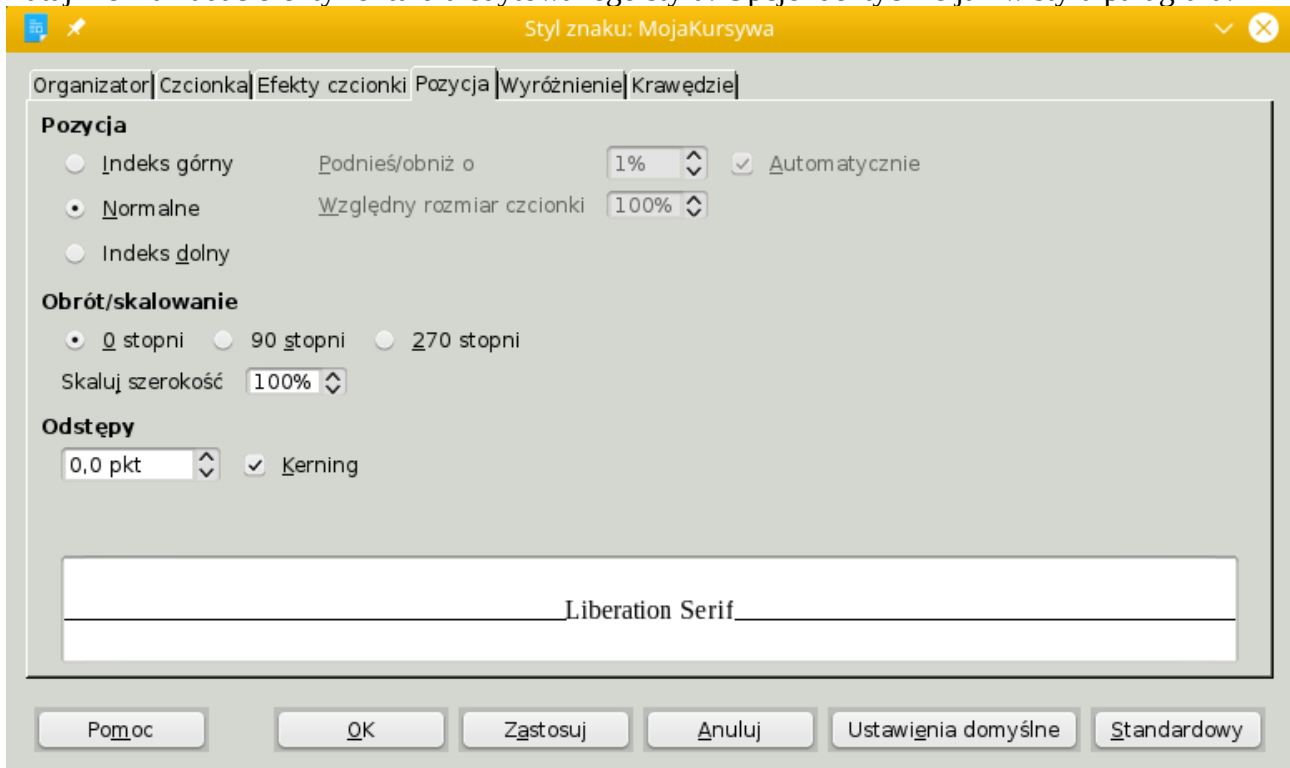 Styl znaku: MojaKursywa
Organizator Czcionka Efekty czcionki Pozycja Wyróżnienie Krawędzie
Pozycja
Indeks górny Podnieś/obniż o 1% Automatycznie
Normalne Względny rozmiar czcionki 100%
Indeks dolny
Obrót/skalowanie
0 stopni 90 stopni 270 stopni
Skaluj szerokość 100%
Odstępy
0,0 pkt Kerning
Liberation Serif
Pomoc OK Zastosuj Anuluj Ustawienia domyślne Standardowy